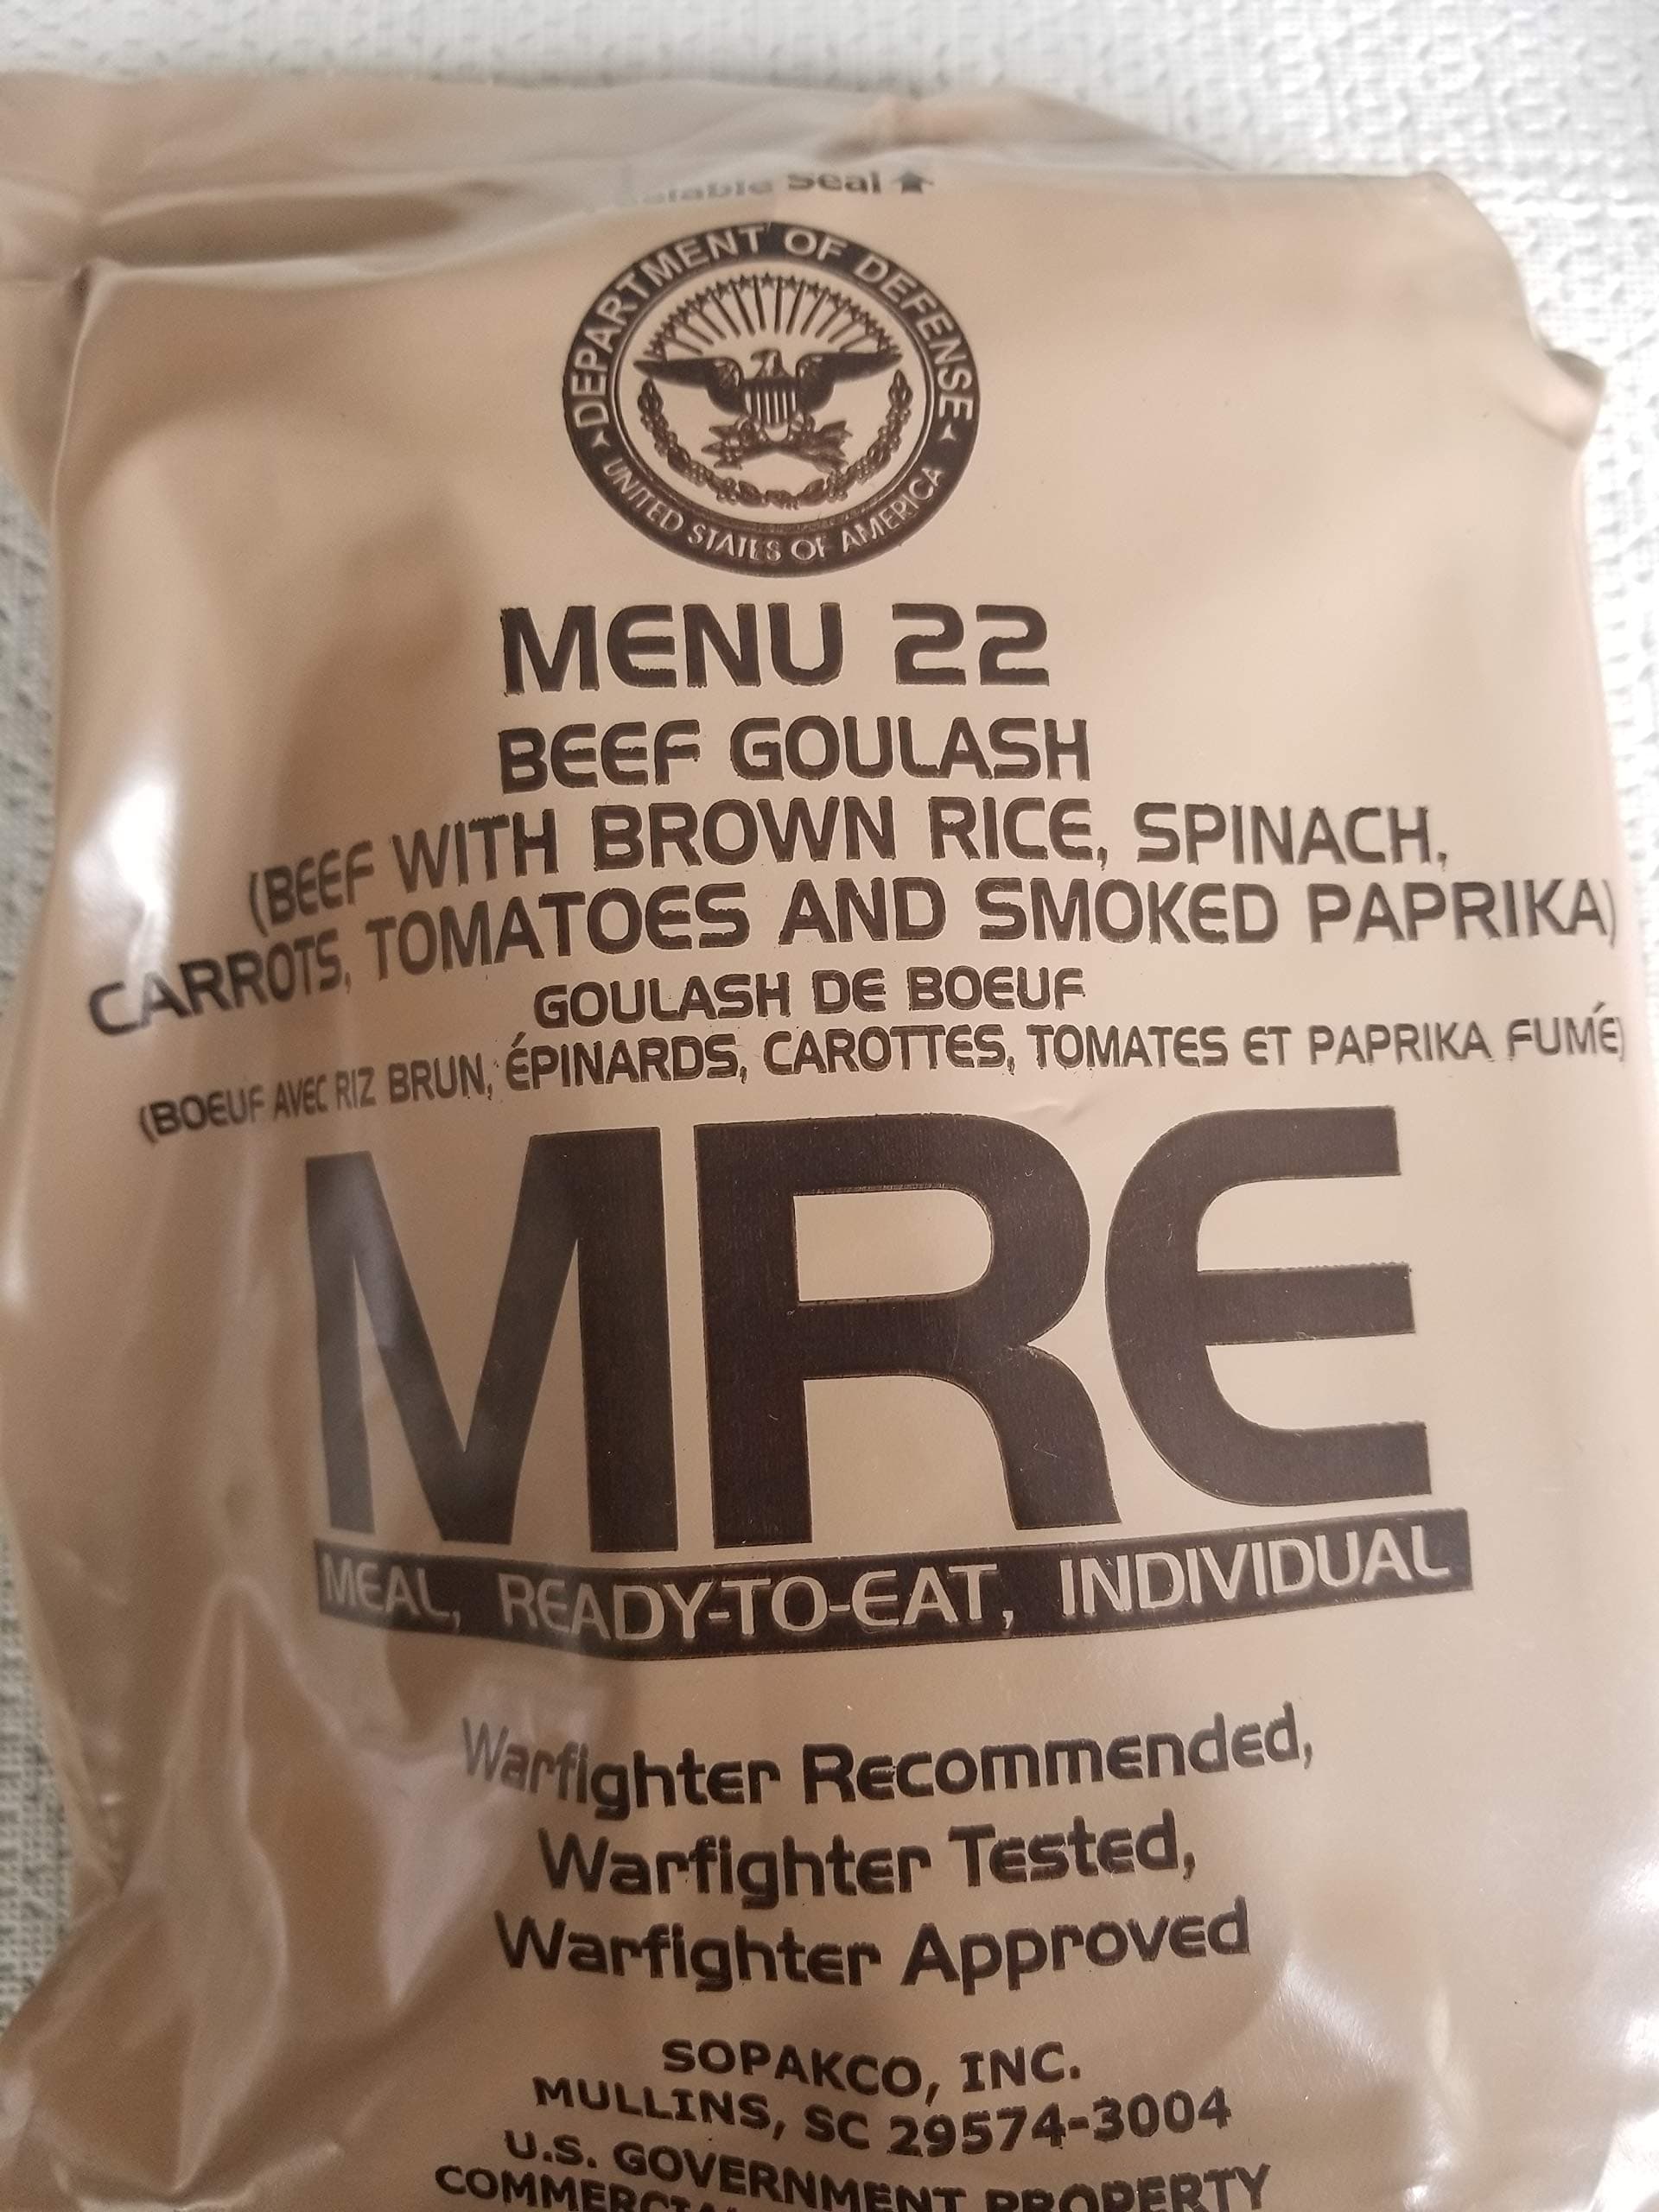 Seal
DEPARTMENT OF DEFENSE
UNITED STATES OF AMERICA
MENU 22
BEEF GOULASH
(BEEF WITH BROWN RICE, SPINACH,
CARROTS, TOMATOES AND SMOKED PAPRIKA)
GOULASH DE BOEUF
(BOEUF AVEC RIZ BRUN, ÉPINARDS, CAROTTES, TOMATES ET PAPRIKA FUMÉ)
MRE
MEAL, READY-TO-EAT, INDIVIDUAL
Warfighter Recommended,
Warfighter Tested,
Warfighter Approved
SOPAKCO, INC.
MULLINS, SC 29574-3004
U.S. GOVERNMENT PROPERTY